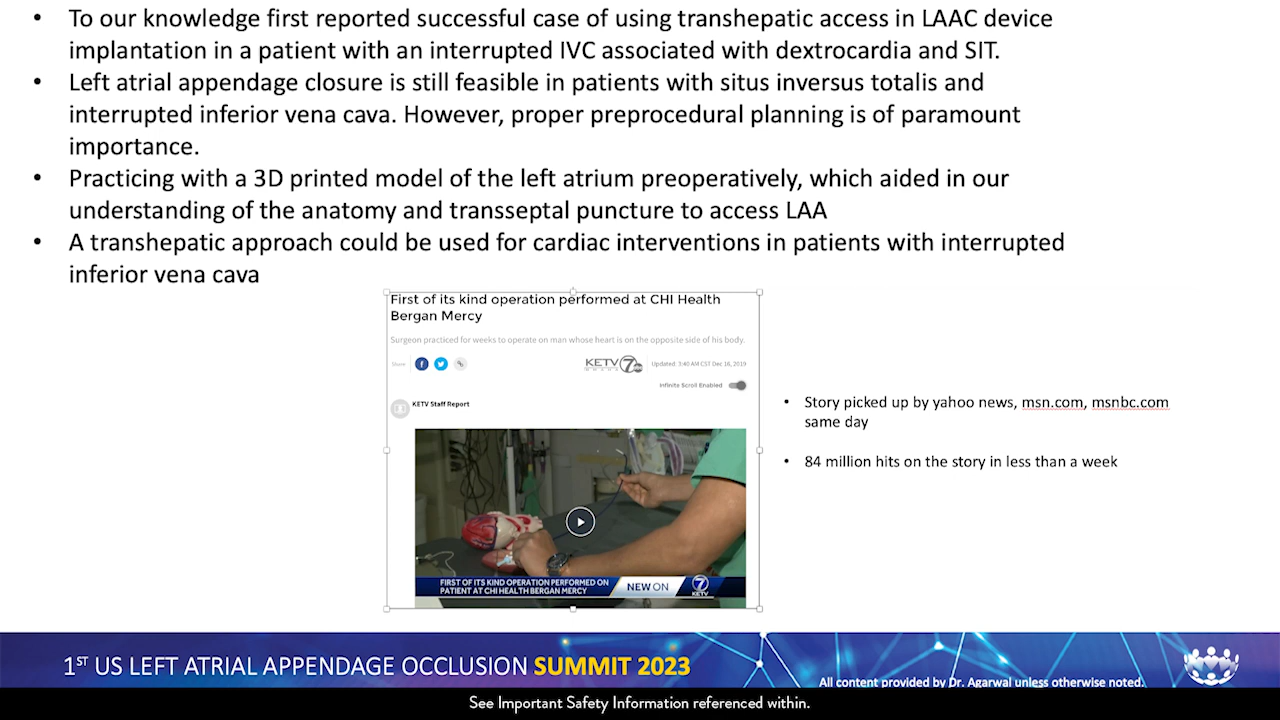 • To our knowledge first reported successful case of using transhepatic access in LAAC device
implantation in a patient with an interrupted IVC associated with dextrocardia and SIT.
• Left atrial appendage closure is still feasible in patients with situs inversus totalis and
interrupted inferior vena cava. However, proper preprocedural planning is of paramount
importance.
• Practicing with a 3D printed model of the left atrium preoperatively, which aided in our
understanding of the anatomy and transseptal puncture to access LAA
• A transhepatic approach could be used for cardiac interventions in patients with interrupted
inferior vena cava
First of its kind operation performed at CHI Health
Bergan Mercy
Surgeon practiced for weeks to operate on man whose heart is on the opposite side of his body.
Share
f
KETV 7
OMAHA
Updated: 3:40 AM CST Dec 16, 2019
Infinite Scroll Enabled
KETV Staff Report
FIRST OF ITS KIND OPERATION PERFORMED ON
PATIENT AT CHI HEALTH BERGAN MERCY
NEW ON
7
KETV
• Story picked up by yahoo news, msn.com, msnbc.com
same day
• 84 million hits on the story in less than a week
1ST US LEFT ATRIAL APPENDAGE OCCLUSION SUMMIT 2023
All content provided by Dr. Agarwal unless otherwise noted.
See Important Safety Information referenced within.